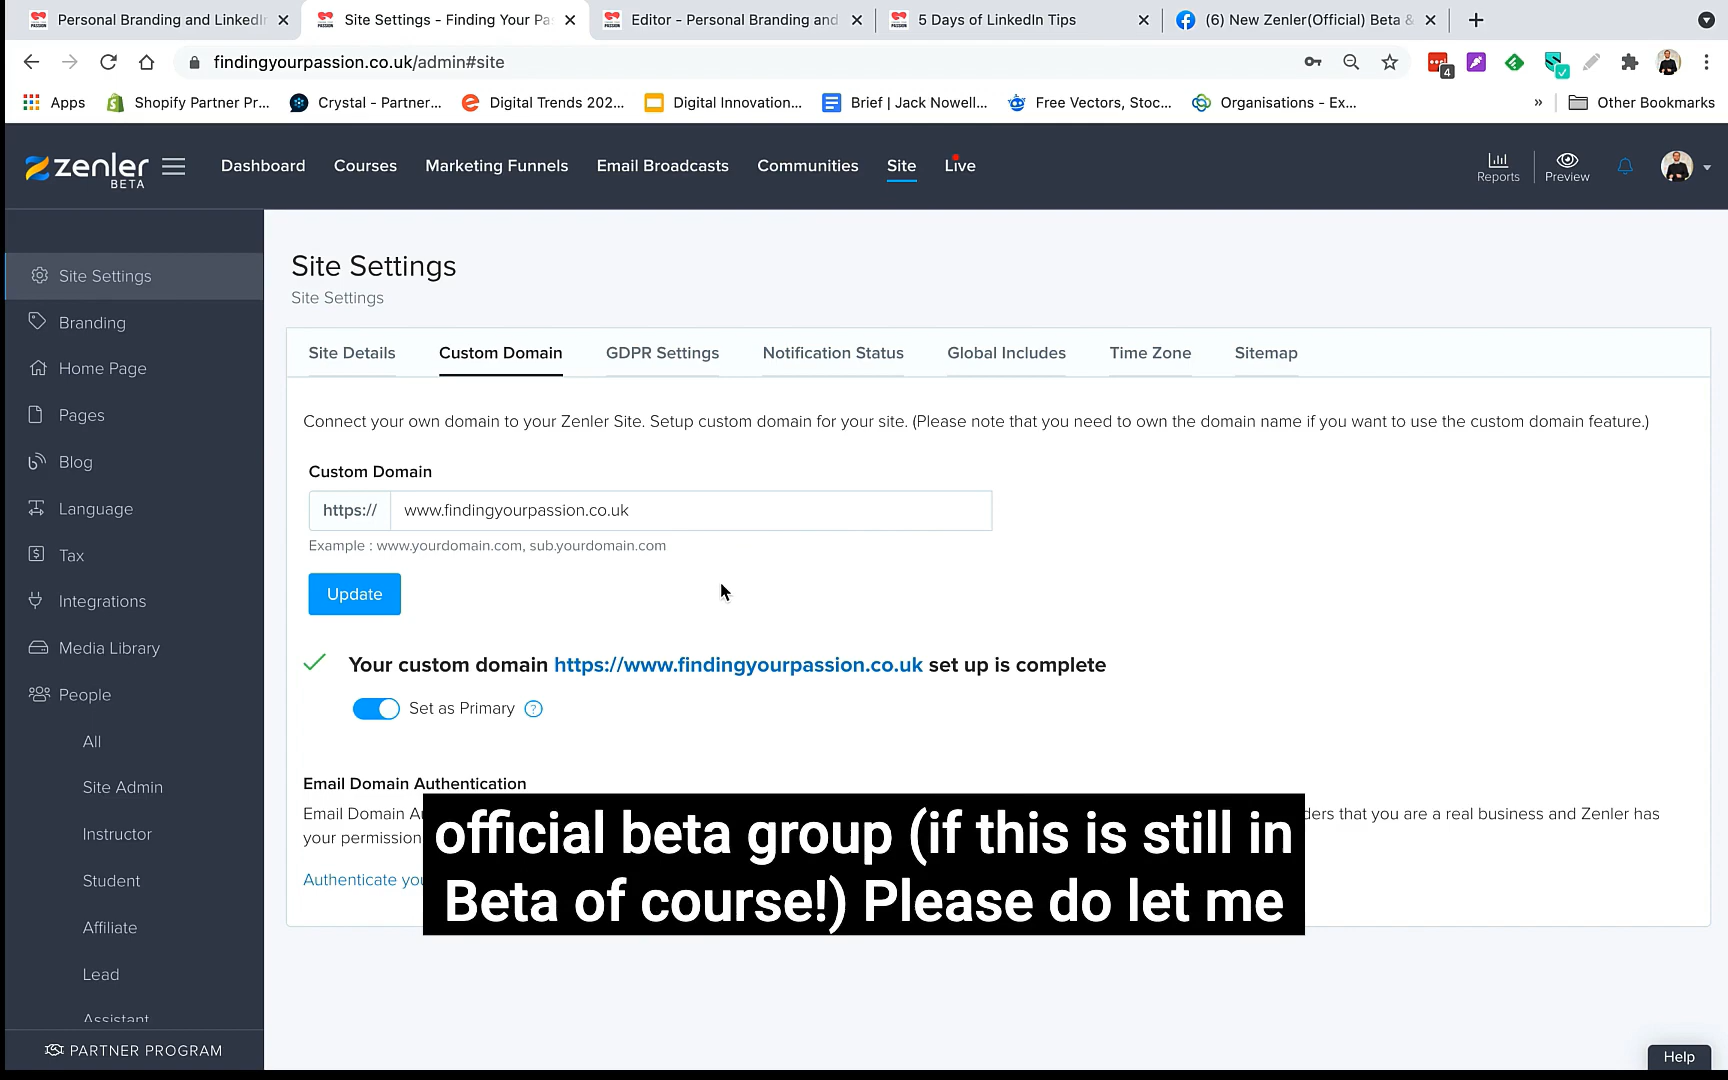 Personal Branding and LinkedIn
Site Settings - Finding Your Pas
Editor - Personal Branding and
5 Days of LinkedIn Tips
(6) New Zenler(Official) Beta &
findingyourpassion.co.uk/admin#site
4
Apps
Shopify Partner Pr...
Crystal - Partner...
Digital Trends 202...
Digital Innovation...
Brief | Jack Nowell...
Free Vectors, Stoc...
Organisations - Ex...
»
Other Bookmarks
zenler
BETA
Dashboard
Courses
Marketing Funnels
Email Broadcasts
Communities
Site
Live
Reports
Preview
Site Settings
Branding
Home Page
Pages
Blog
Language
Tax
Integrations
Media Library
People
All
Site Admin
Instructor
Student
Affiliate
Lead
Assistant
PARTNER PROGRAM
Site Settings
Site Settings
Site Details
Custom Domain
GDPR Settings
Notification Status
Global Includes
Time Zone
Sitemap
Connect your own domain to your Zenler Site. Setup custom domain for your site. (Please note that you need to own the domain name if you want to use the custom domain feature.)
Custom Domain
https://
www.findingyourpassion.co.uk
Example : www.yourdomain.com, sub.yourdomain.com
Update
Your custom domain https://www.findingyourpassion.co.uk set up is complete
Set as Primary ?
Email Domain Authentication
Email Domain A
ders that you are a real business and Zenler has
your permission
Authenticate you
official beta group (if this is still in
Beta of course!) Please do let me
Help